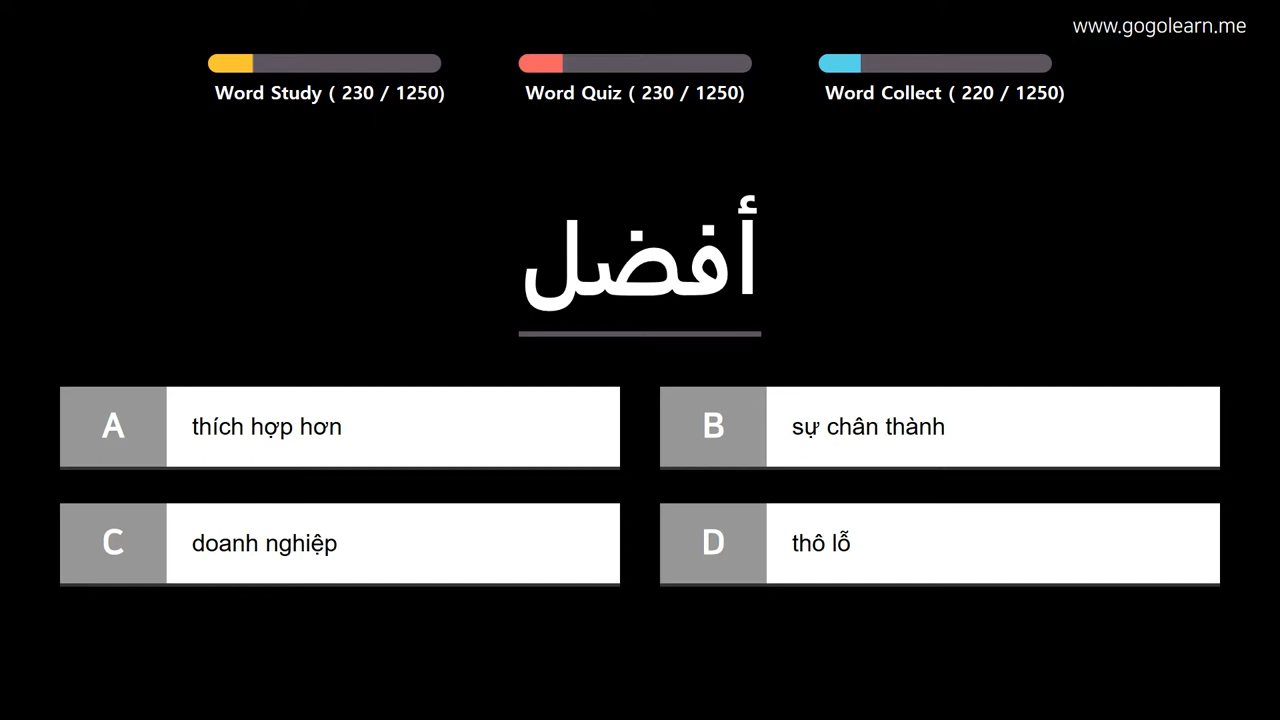 www.gogolearn.me
Word Study ( 230 / 1250)
Word Quiz ( 230 / 1250)
Word Collect ( 220 / 1250)
أفضل
A thích hợp hơn
B sự chân thành
C doanh nghiệp
D thô lỗ